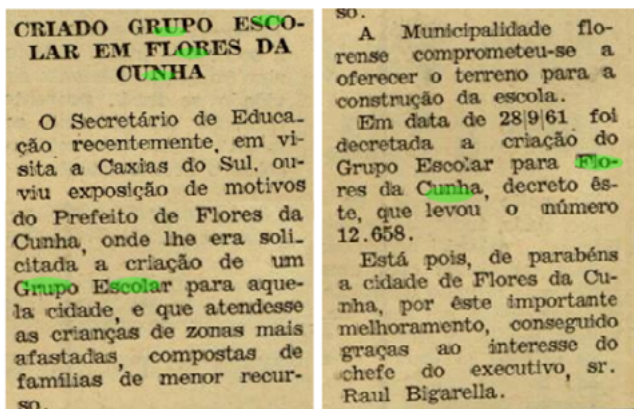 CRIADO GRUPO ESCO-
LAR EM FLORES DA
CUNHA
O Secretário de Educa-
ção recentemente, em vi-
sita a Caxias do Sul, ou-
viu exposição de motivos
do Prefeito de Flores da
Cunha, onde lhe era soli-
citada a criação de um
Grupo Escolar para aque-
la cidade, e que atendesse
as crianças de zonas mais
afastadas, compostas de
famílias de menor recur-
so.
so.
A Municipalidade flo-
rense comprometeu-se a
oferecer o terreno para a
construção da escola.
Em data de 28|9|61 foi
decretada a criação do
Grupo Escolar para Flo-
res da Cunha, decreto ês-
te, que levou o número
12.658.
Está pois, de parabéns
a cidade de Flores da Cu-
nha, por êste importante
melhoramento, conseguido
graças ao interesse do
chefe do executivo, sr.
Raul Bigarella.